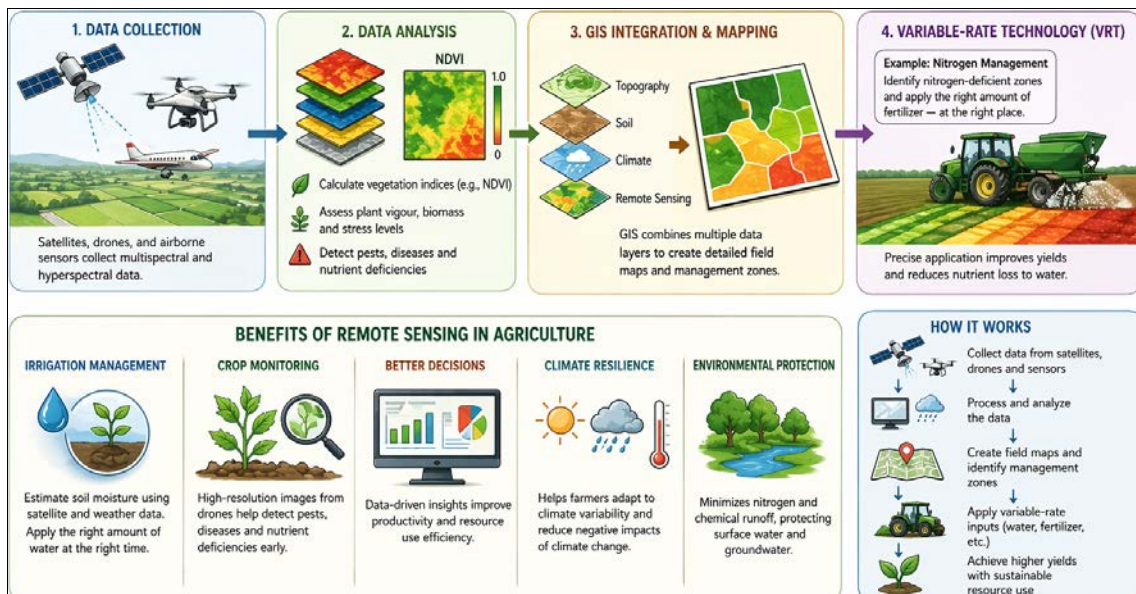 1. DATA COLLECTION
Satellites, drones, and airborne
sensors collect multispectral and
hyperspectral data.
2. DATA ANALYSIS
NDVI
1.0
0
Calculate vegetation indices (e.g., NDVI)
Assess plant vigour, biomass
and stress levels
Detect pests, diseases and
nutrient deficiencies
3. GIS INTEGRATION & MAPPING
Topography
Soil
Climate
Remote Sensing
GIS combines multiple data
layers to create detailed field
maps and management zones.
4. VARIABLE-RATE TECHNOLOGY (VRT)
Example: Nitrogen Management
Identify nitrogen-deficient zones
and apply the right amount of
fertilizer — at the right place.
Precise application improves yields
and reduces nutrient loss to water.
BENEFITS OF REMOTE SENSING IN AGRICULTURE
IRRIGATION MANAGEMENT
Estimate soil moisture using
satellite and weather data.
Apply the right amount of
water at the right time.
CROP MONITORING
High-resolution images from
drones help detect pests,
diseases and nutrient
deficiencies early.
BETTER DECISIONS
Data-driven insights improve
productivity and resource
use efficiency.
CLIMATE RESILIENCE
Helps farmers adapt to
climate variability and
reduce negative impacts
of climate change.
ENVIRONMENTAL PROTECTION
Minimizes nitrogen and
chemical runoff, protecting
surface water and
groundwater.
HOW IT WORKS
Collect data from satellites,
drones and sensors
Process and analyze
the data
Create field maps and
identify management
zones
Apply variable-rate
inputs (water, fertilizer,
etc.)
Achieve higher yields
with sustainable
resource use